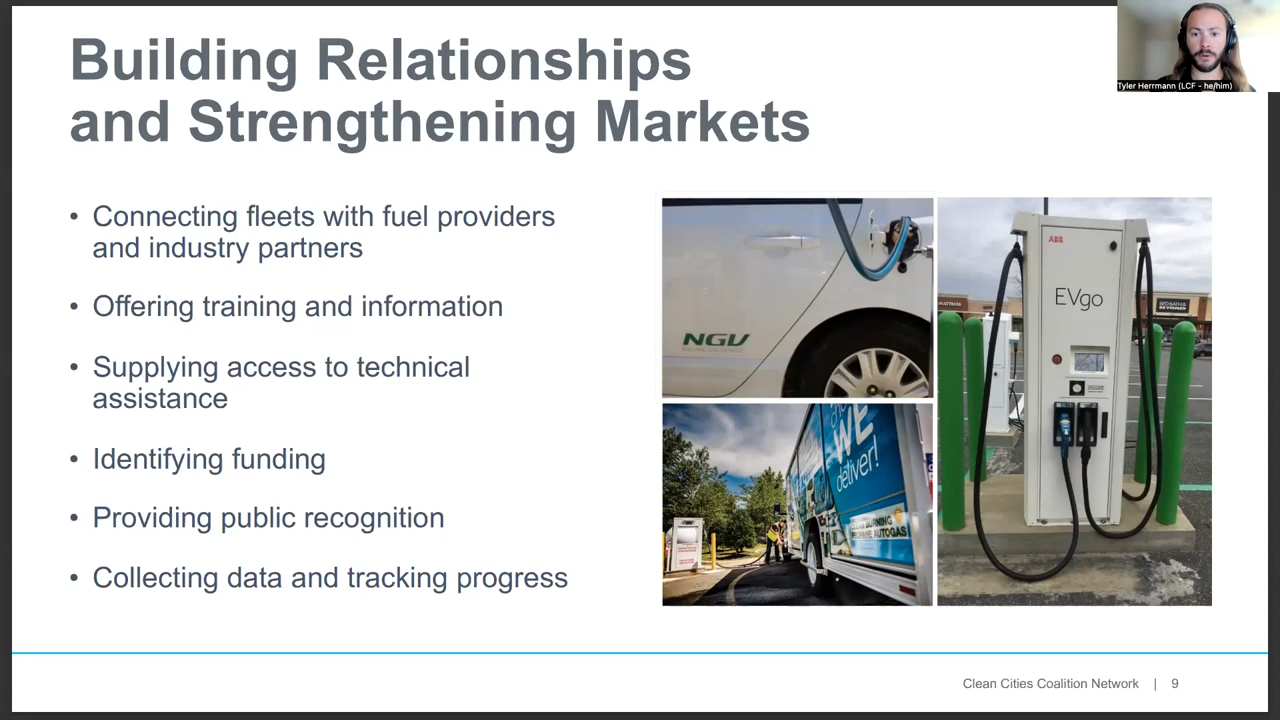 Building Relationships
and Strengthening Markets
Tyler Herrmann (LCF - he/him)
• Connecting fleets with fuel providers
and industry partners
• Offering training and information
• Supplying access to technical
assistance
• Identifying funding
• Providing public recognition
• Collecting data and tracking progress
NGV
WE
deliver!
PROPANE AUTOGAS
ABB
EVgo
Clean Cities Coalition Network | 9